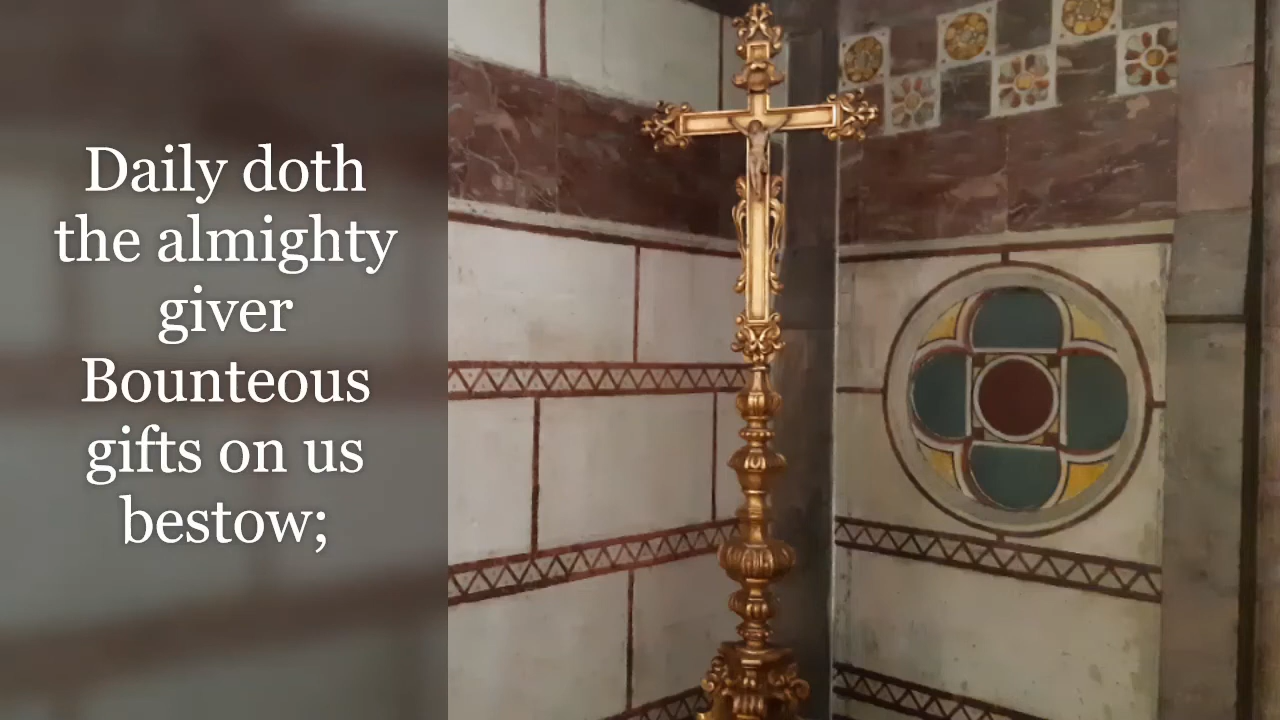 Daily doth
the almighty
giver
Bounteous
gifts on us
bestow;